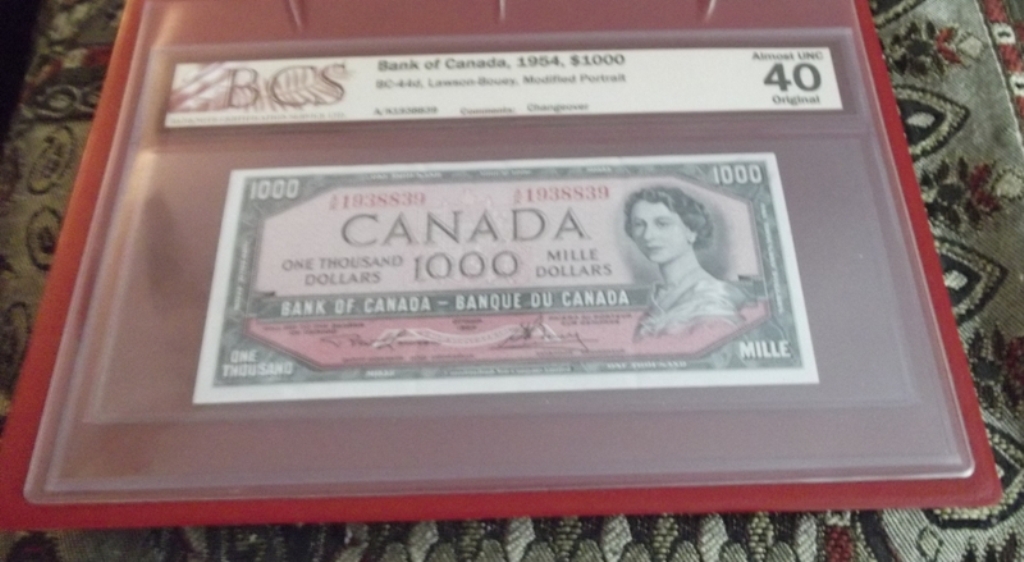 BCS
Bank of Canada, 1954, $1000
BC-44d, Lawson-Bouey, Modified Portrait
Comments: Changeover
Almost UNC
40
Original
1000
1000
A/K 1938839
1938839
CANADA
ONE THOUSAND DOLLARS
1000
MILLE DOLLARS
BANK OF CANADA – BANQUE DU CANADA
ONE THOUSAND
MILLE